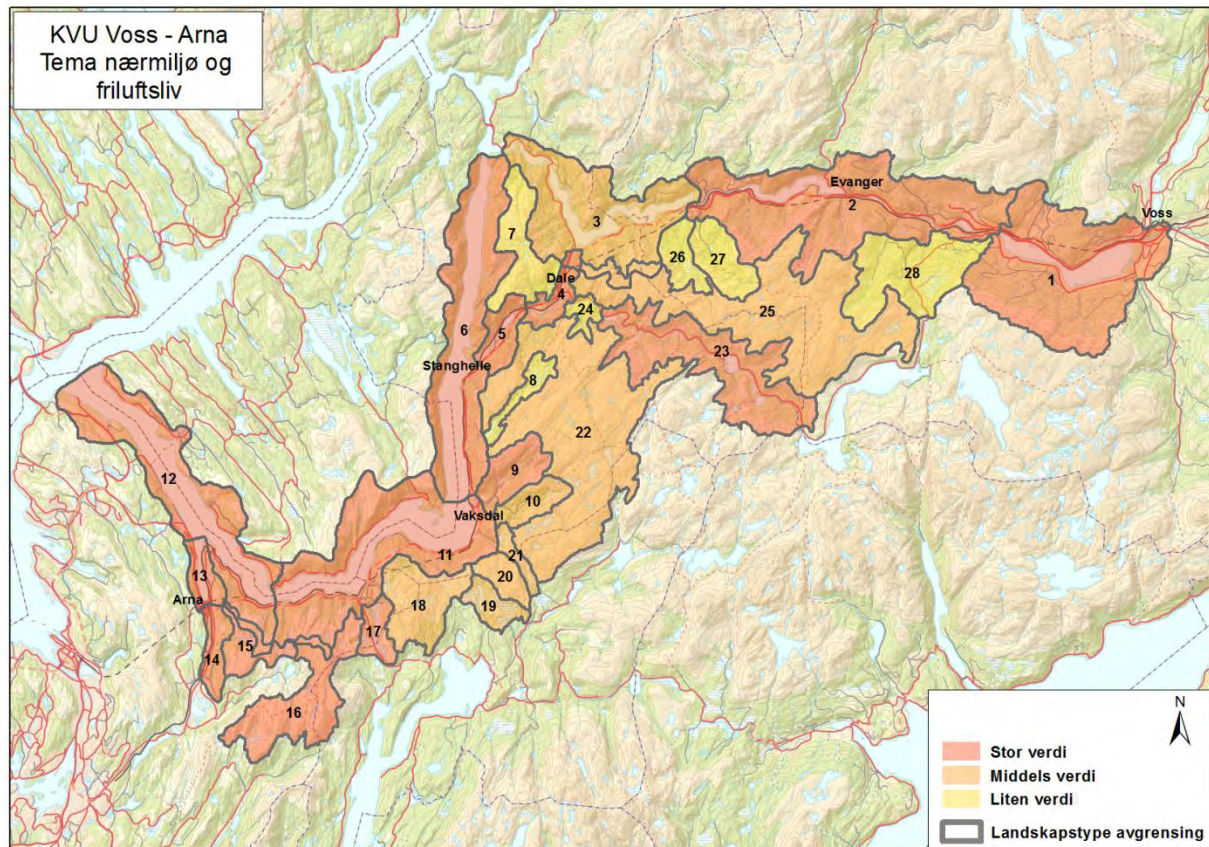 KVU Voss - Arna
Tema nærmiljø og
friluftsliv
3
Evanger
2
Voss
7
26
27
28
1
Dale
4
24
25
6
5
23
Stanghelle
8
22
12
9
10
Vaksdal
11
21
13
20
Arna
18
19
17
15
14
16
N
Stor verdi
Middels verdi
Liten verdi
Landskapstype avgrensing